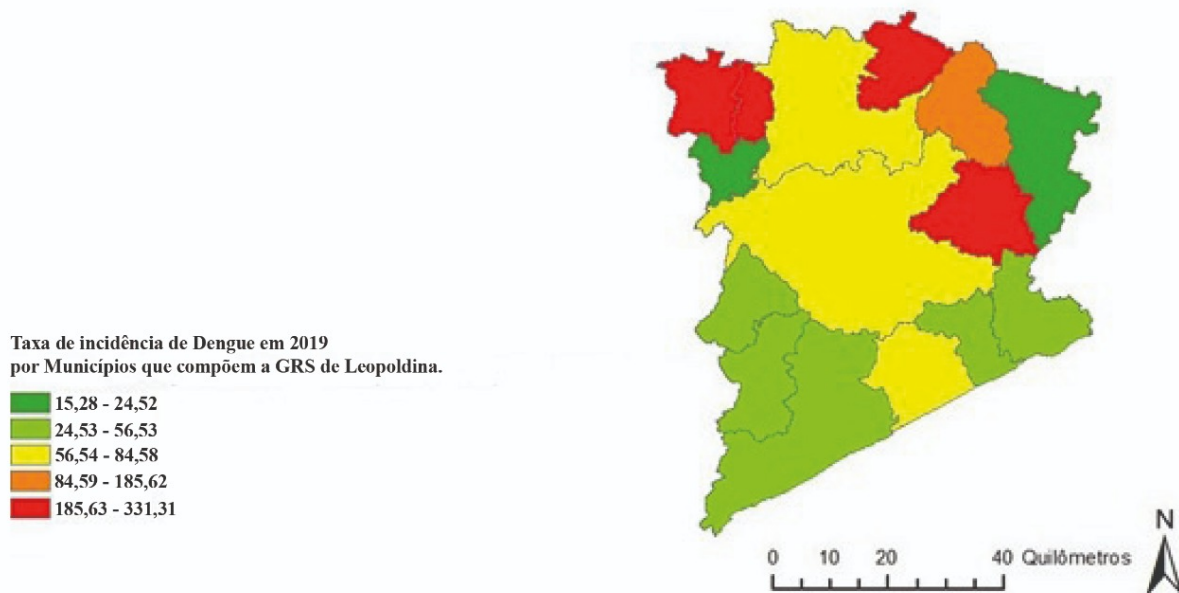 Taxa de incidência de Dengue em 2019
por Municípios que compõem a GRS de Leopoldina.
15,28 - 24,52
24,53 - 56,53
56,54 - 84,58
84,59 - 185,62
185,63 - 331,31
0 10 20 40 Quilômetros
N